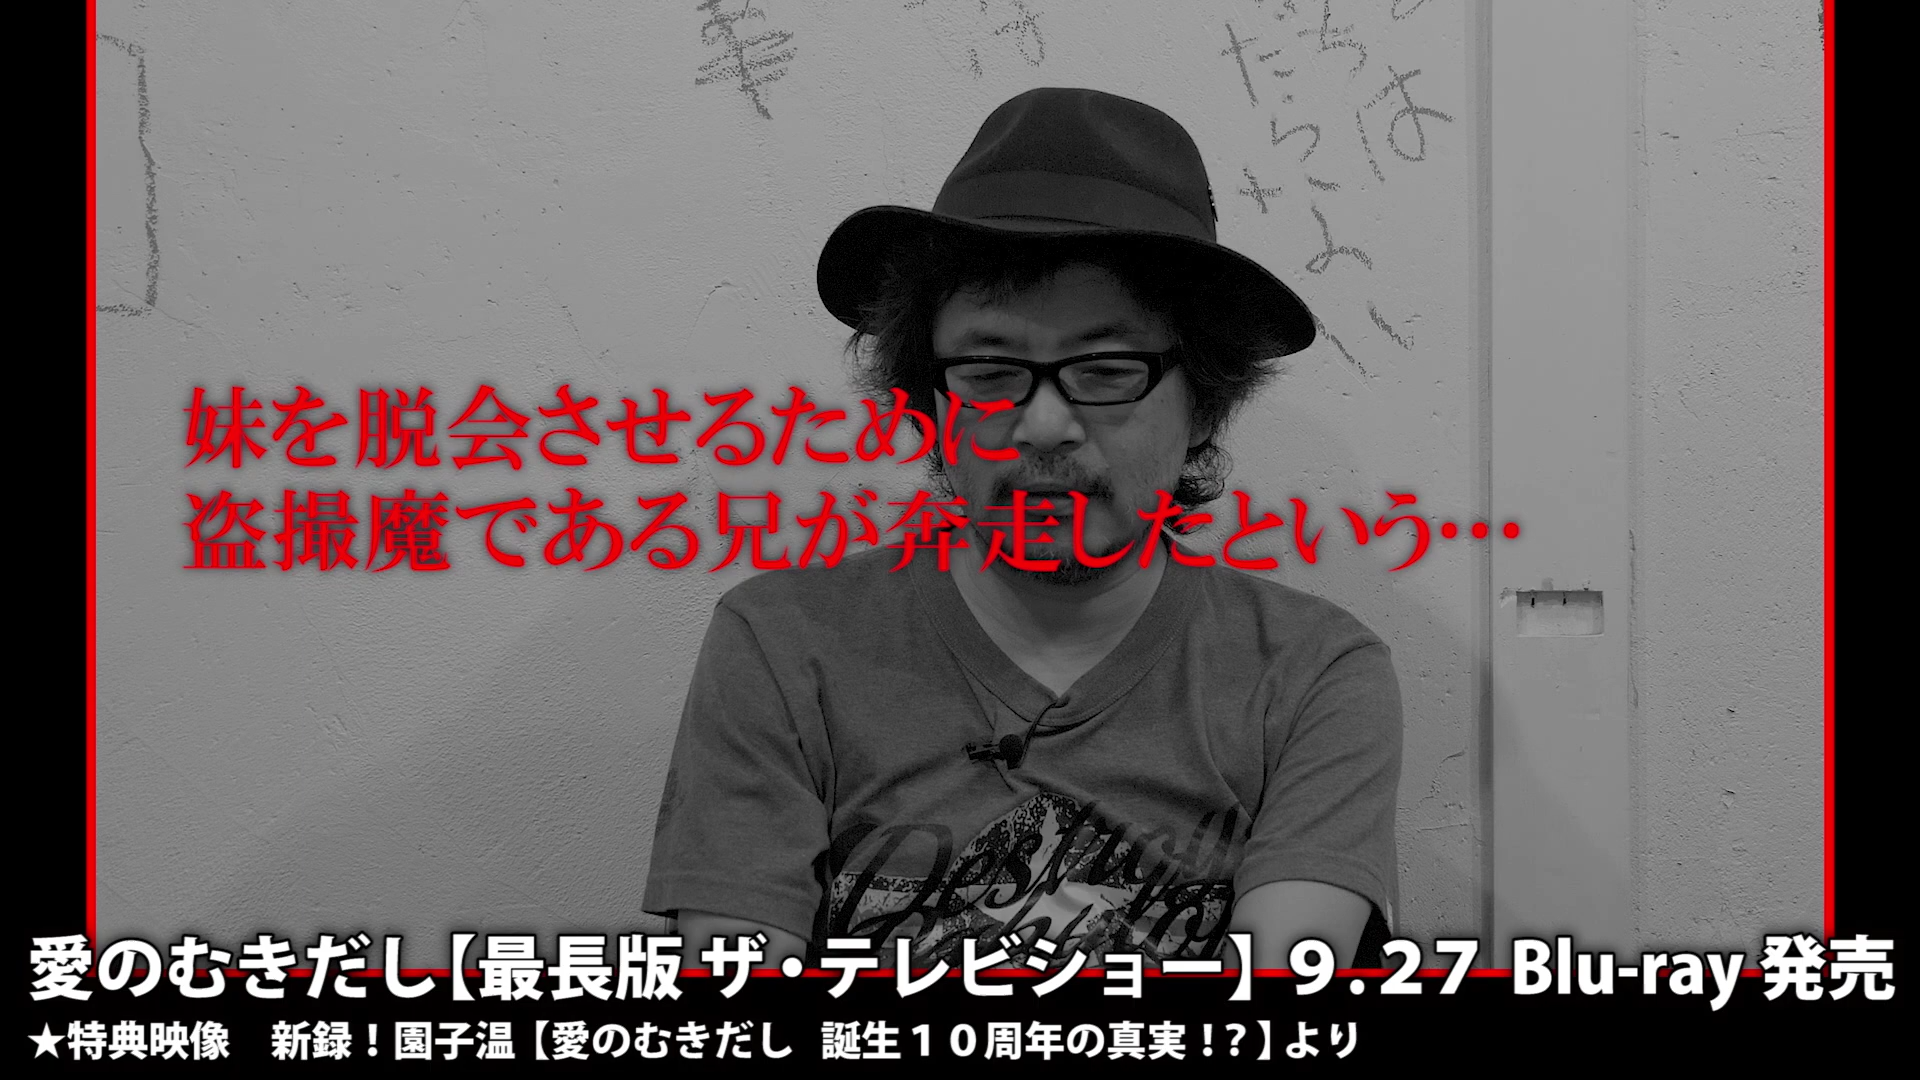 妹を脱会させるために
盗撮魔である兄が奔走したという…
Destroy
愛のむきだし【最長版 ザ・テレビショー】 9.27 Blu-ray 発売
★特典映像　新録！園子温【愛のむきだし　誕生１０周年の真実！？】より